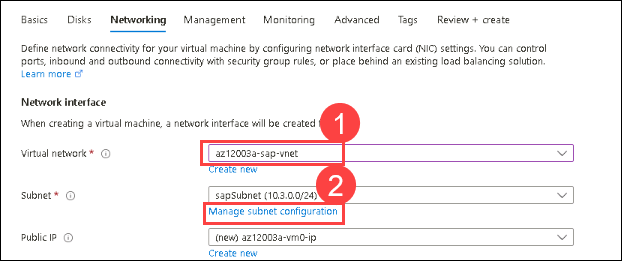 Basics Disks Networking Management Monitoring Advanced Tags Review + create
Define network connectivity for your virtual machine by configuring network interface card (NIC) settings. You can control
ports, inbound and outbound connectivity with security group rules, or place behind an existing load balancing solution.
Learn more
Network interface
When creating a virtual machine, a network interface will be created
1
Virtual network * az12003a-sap-vnet
Create new
2
Subnet * sapSubnet (10.3.0.0/24)
Manage subnet configuration
Public IP (new) az12003a-vm0-ip
Create new